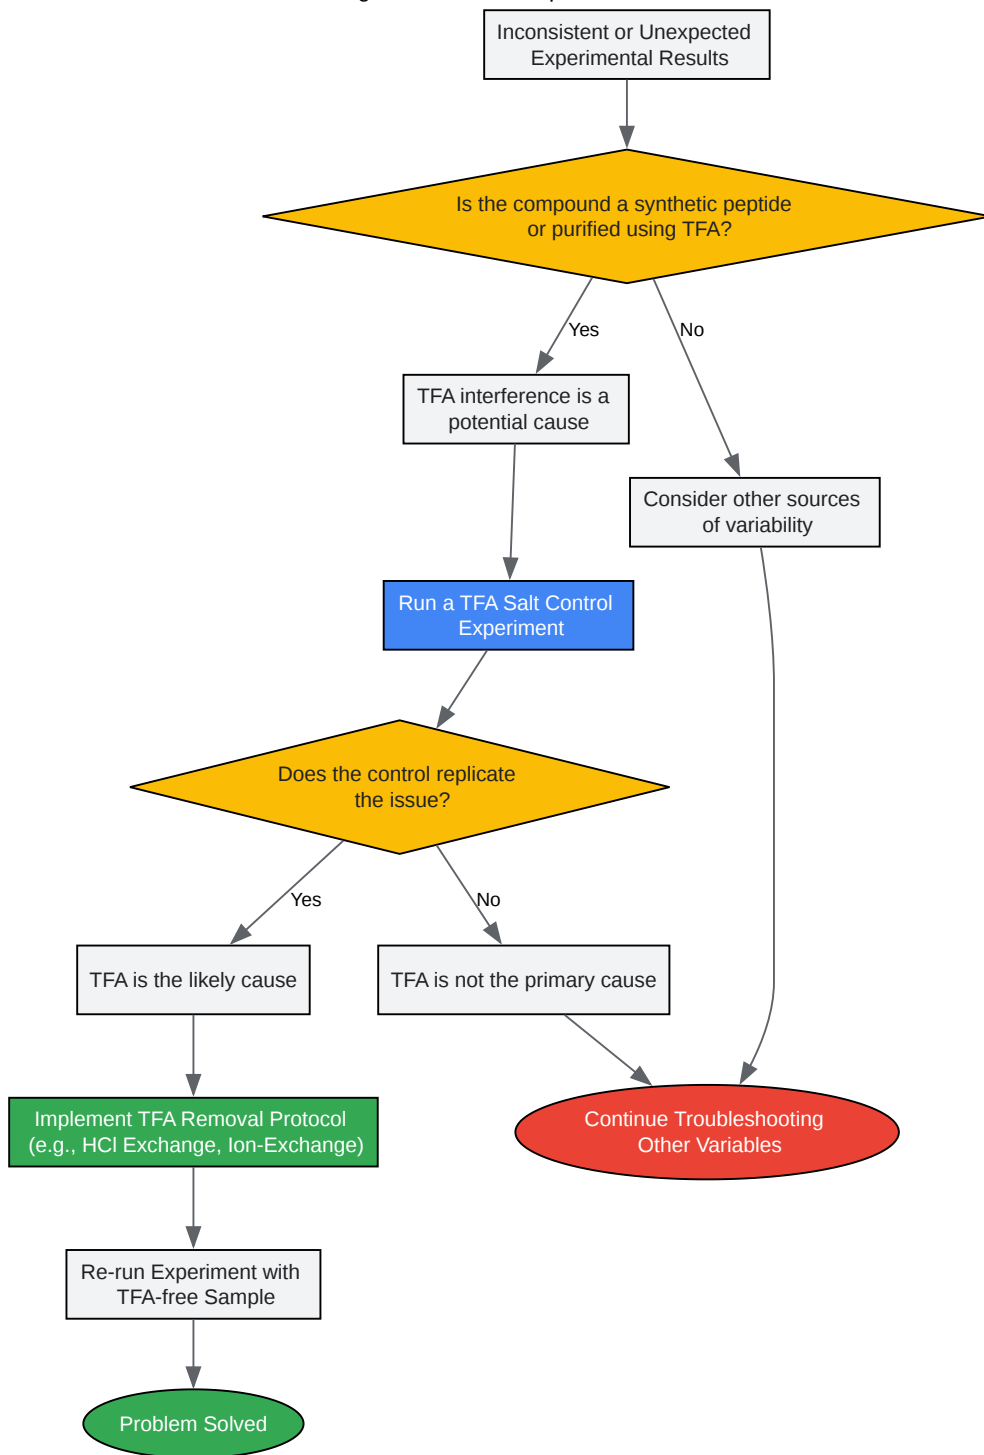 Inconsistent or Unexpected
Experimental Results
Is the compound a synthetic peptide
or purified using TFA?
Yes
No
TFA interference is a
potential cause
Consider other sources
of variability
Run a TFA Salt Control
Experiment
Does the control replicate
the issue?
Yes
No
TFA is the likely cause
TFA is not the primary cause
Implement TFA Removal Protocol
(e.g., HCl Exchange, Ion-Exchange)
Continue Troubleshooting
Other Variables
Re-run Experiment with
TFA-free Sample
Problem Solved